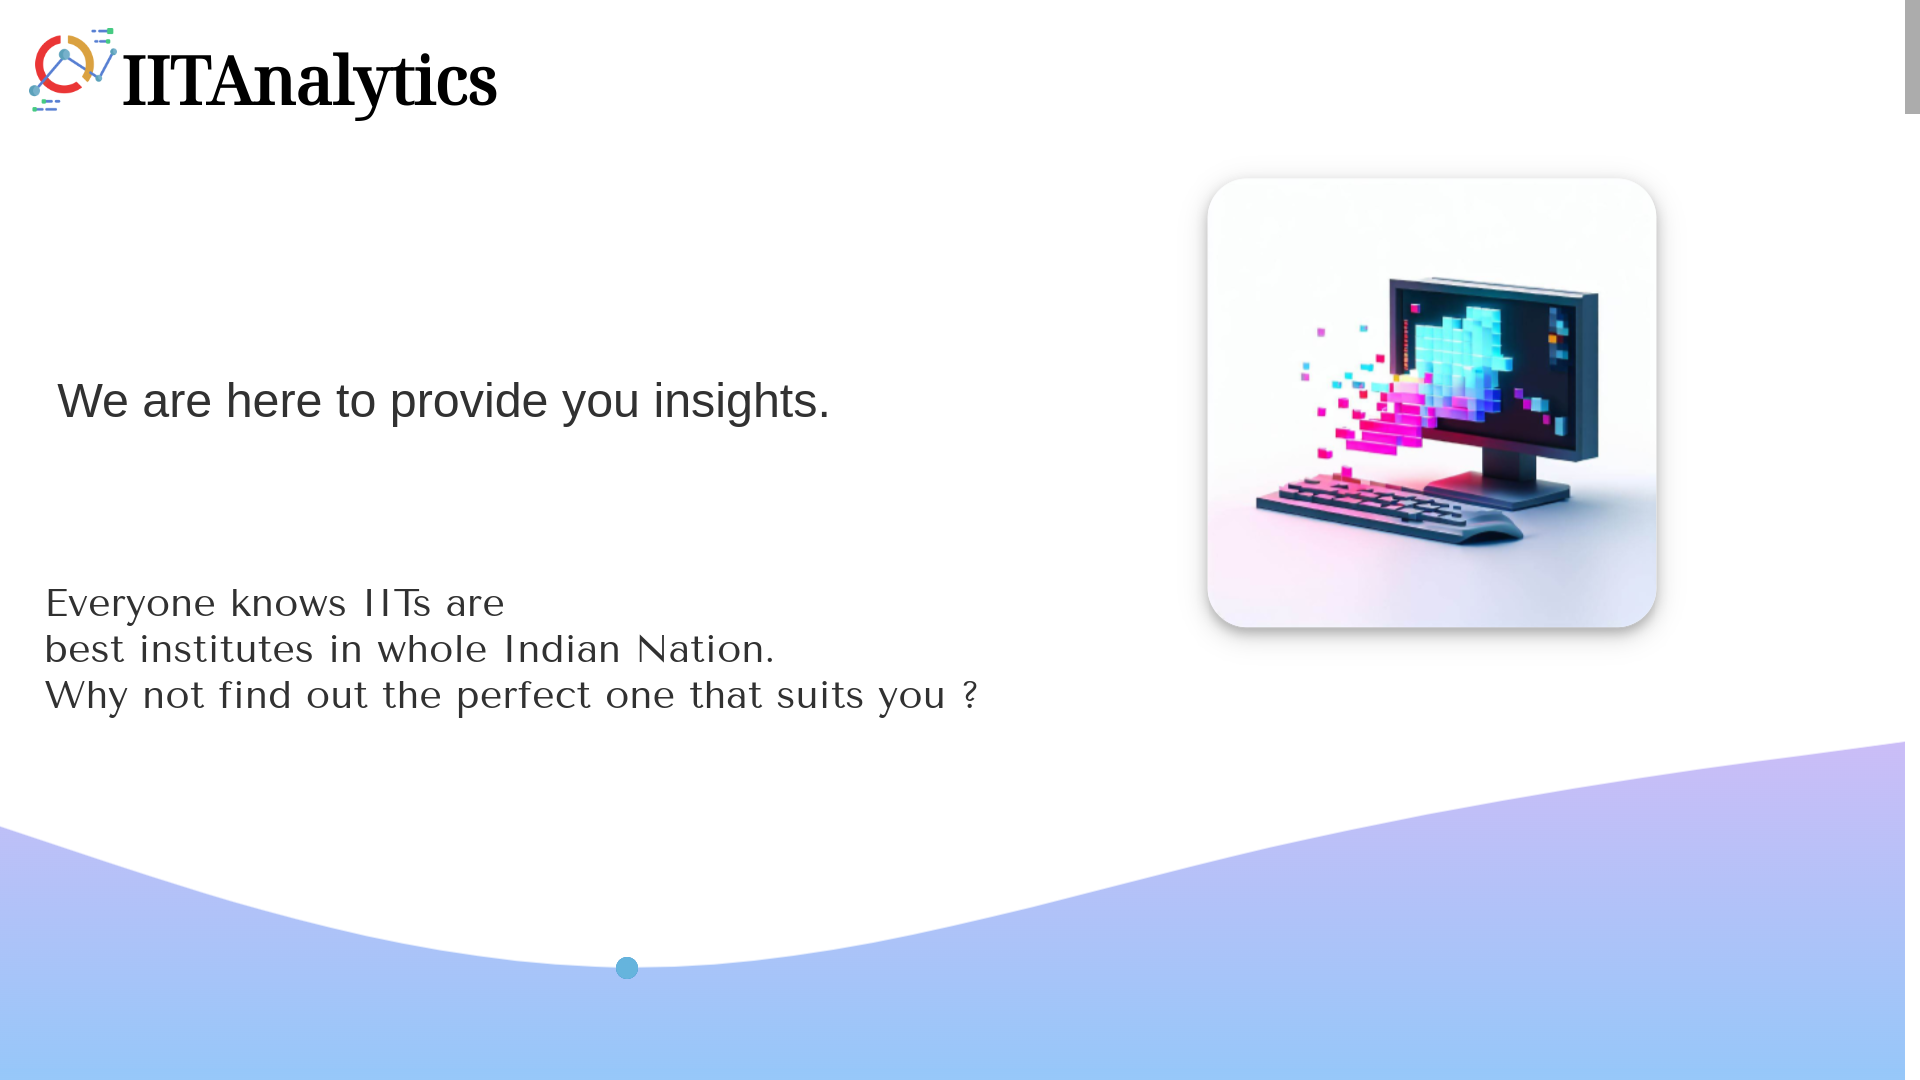 IITAnalytics
We are here to provide you insights.
Everyone knows IITs are
best institutes in whole Indian Nation.
Why not find out the perfect one that suits you ?